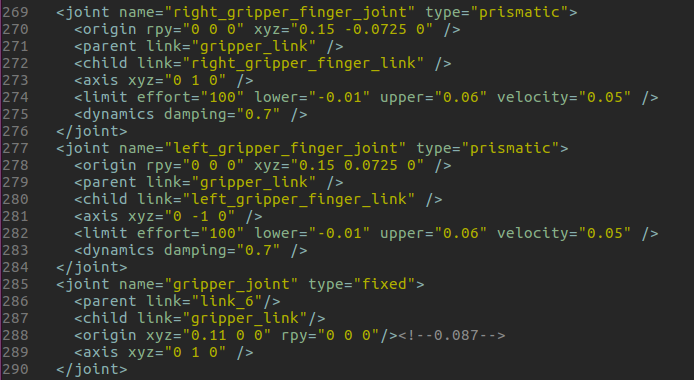 269 <joint name="right_gripper_finger_joint" type="prismatic">
270 <origin rpy="0 0 0" xyz="0.15 -0.0725 0" />
271 <parent link="gripper_link" />
272 <child link="right_gripper_finger_link" />
273 <axis xyz="0 1 0" />
274 <limit effort="100" lower="-0.01" upper="0.06" velocity="0.05" />
275 <dynamics damping="0.7" />
276 </joint>
277 <joint name="left_gripper_finger_joint" type="prismatic">
278 <origin rpy="0 0 0" xyz="0.15 0.0725 0" />
279 <parent link="gripper_link" />
280 <child link="left_gripper_finger_link" />
281 <axis xyz="0 -1 0" />
282 <limit effort="100" lower="-0.01" upper="0.06" velocity="0.05" />
283 <dynamics damping="0.7" />
284 </joint>
285 <joint name="gripper_joint" type="fixed">
286 <parent link="link_6"/>
287 <child link="gripper_link"/>
288 <origin xyz="0.11 0 0" rpy="0 0 0"/><!--0.087-->
289 <axis xyz="0 1 0" />
290 </joint>